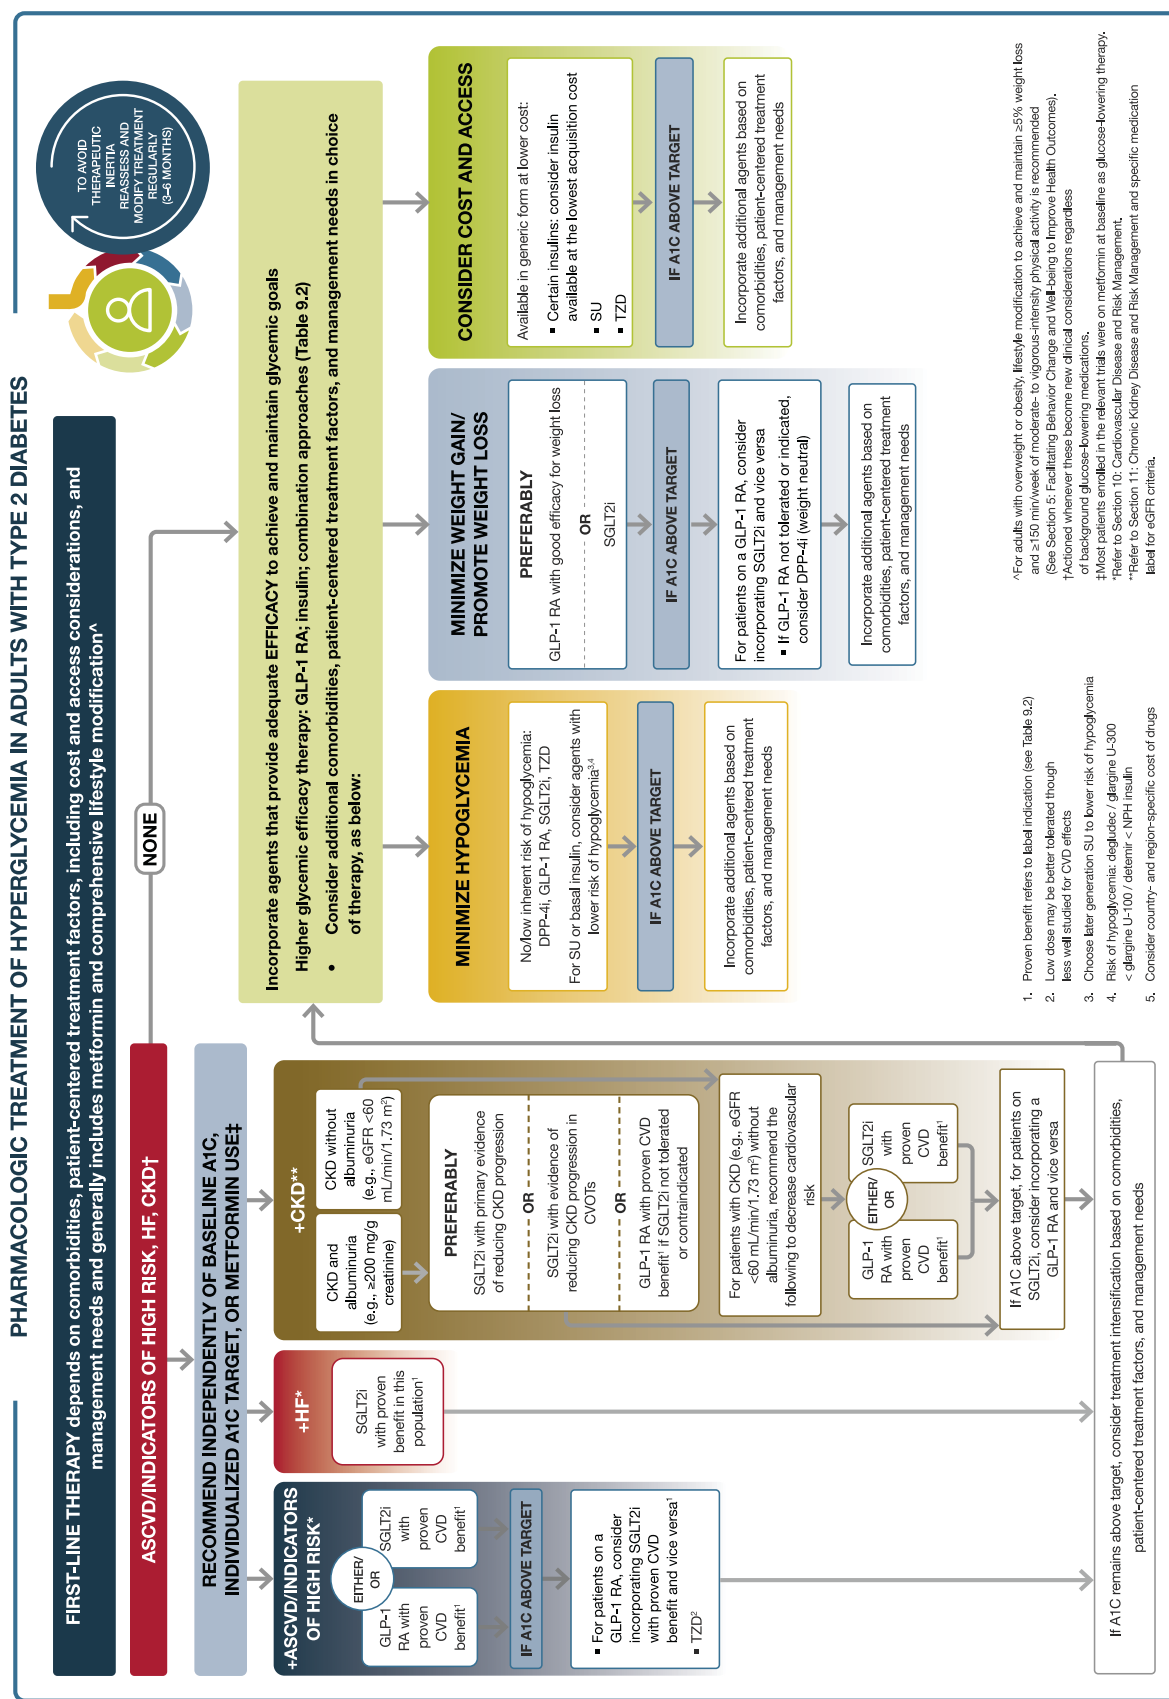 PHARMACOLOGIC TREATMENT OF HYPERGLYCEMIA IN ADULTS WITH TYPE 2 DIABETES
TO AVOID
THERAPEUTIC
INERTIA
REASSESS AND
MODIFY TREATMENT
REGULARLY
(3–6 MONTHS)
FIRST-LINE THERAPY depends on comorbidities, patient-centered treatment factors, including cost and access considerations, and
management needs and generally includes metformin and comprehensive lifestyle modification^
ASCVD/INDICATORS OF HIGH RISK, HF, CKD†
NONE
RECOMMEND INDEPENDENTLY OF BASELINE A1C,
INDIVIDUALIZED A1C TARGET, OR METFORMIN USE‡
+ASCVD/INDICATORS
OF HIGH RISK*
EITHER/
OR
GLP-1
RA with
proven
CVD
benefit¹
SGLT2i
with
proven
CVD
benefit¹
IF A1C ABOVE TARGET
▪ For patients on a
GLP-1 RA, consider
incorporating SGLT2i
with proven CVD
benefit and vice versa¹
▪ TZD²
+HF*
SGLT2i
with proven
benefit in this
population¹
+CKD**
CKD and
albuminuria
(e.g., ≥200 mg/g
creatinine)
CKD without
albuminuria
(e.g., eGFR <60
mL/min/1.73 m²)
PREFERABLY
SGLT2i with primary evidence
of reducing CKD progression
OR
SGLT2i with evidence of
reducing CKD progression in
CVOTs
OR
GLP-1 RA with proven CVD
benefit¹ if SGLT2i not tolerated
or contraindicated
For patients with CKD (e.g., eGFR
<60 mL/min/1.73 m²) without
albuminuria, recommend the
following to decrease cardiovascular
risk
EITHER/
OR
GLP-1
RA with
proven
CVD
benefit¹
SGLT2i
with
proven
CVD
benefit¹
If A1C above target, for patients on
SGLT2i, consider incorporating a
GLP-1 RA and vice versa
If A1C remains above target, consider treatment intensification based on comorbidities,
patient-centered treatment factors, and management needs
Incorporate agents that provide adequate EFFICACY to achieve and maintain glycemic goals
Higher glycemic efficacy therapy: GLP-1 RA; insulin; combination approaches (Table 9.2)
• Consider additional comorbidities, patient-centered treatment factors, and management needs in choice
of therapy, as below:
MINIMIZE HYPOGLYCEMIA
No/low inherent risk of hypoglycemia:
DPP-4i, GLP-1 RA, SGLT2i, TZD
For SU or basal insulin, consider agents with
lower risk of hypoglycemia³,⁴
IF A1C ABOVE TARGET
Incorporate additional agents based on
comorbidities, patient-centered treatment
factors, and management needs
MINIMIZE WEIGHT GAIN/
PROMOTE WEIGHT LOSS
PREFERABLY
GLP-1 RA with good efficacy for weight loss
OR
SGLT2i
IF A1C ABOVE TARGET
For patients on a GLP-1 RA, consider
incorporating SGLT2i and vice versa
▪ If GLP-1 RA not tolerated or indicated,
consider DPP-4i (weight neutral)
Incorporate additional agents based on
comorbidities, patient-centered treatment
factors, and management needs
CONSIDER COST AND ACCESS
Available in generic form at lower cost:
▪ Certain insulins: consider insulin
available at the lowest acquisition cost
▪ SU
▪ TZD
IF A1C ABOVE TARGET
Incorporate additional agents based on
comorbidities, patient-centered treatment
factors, and management needs
1. Proven benefit refers to label indication (see Table 9.2)
2. Low dose may be better tolerated though
less well studied for CVD effects
3. Choose later generation SU to lower risk of hypoglycemia
4. Risk of hypoglycemia: degludec / glargine U-300
< glargine U-100 / detemir < NPH insulin
5. Consider country- and region-specific cost of drugs
^For adults with overweight or obesity, lifestyle modification to achieve and maintain ≥5% weight loss
and ≥150 min/week of moderate- to vigorous-intensity physical activity is recommended
(See Section 5: Facilitating Behavior Change and Well-being to Improve Health Outcomes).
†Actioned whenever these become new clinical considerations regardless
of background glucose-lowering medications.
‡Most patients enrolled in the relevant trials were on metformin at baseline as glucose-lowering therapy.
*Refer to Section 10: Cardiovascular Disease and Risk Management.
**Refer to Section 11: Chronic Kidney Disease and Risk Management and specific medication
label for eGFR criteria.